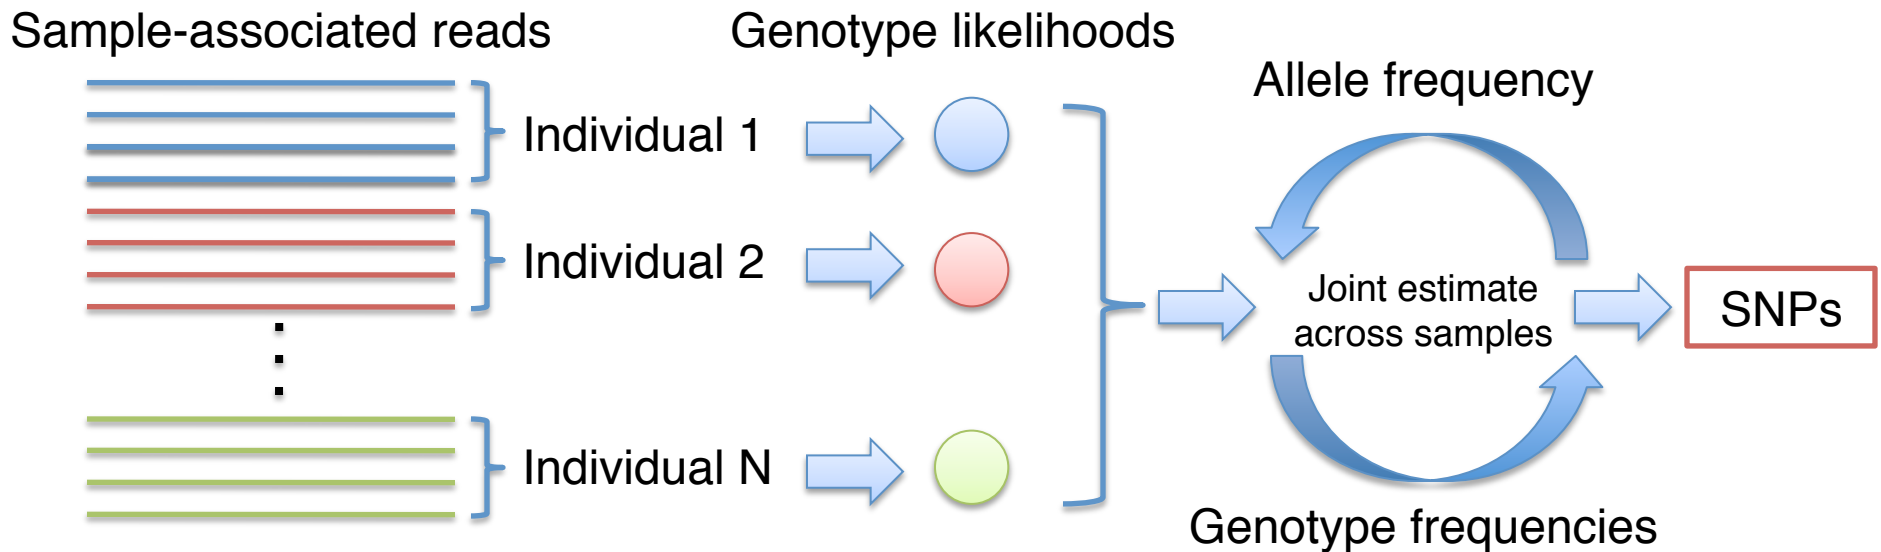 Sample-associated reads
Genotype likelihoods
Allele frequency
Individual 1
Individual 2
Joint estimate
across samples
SNPs
Individual N
Genotype frequencies